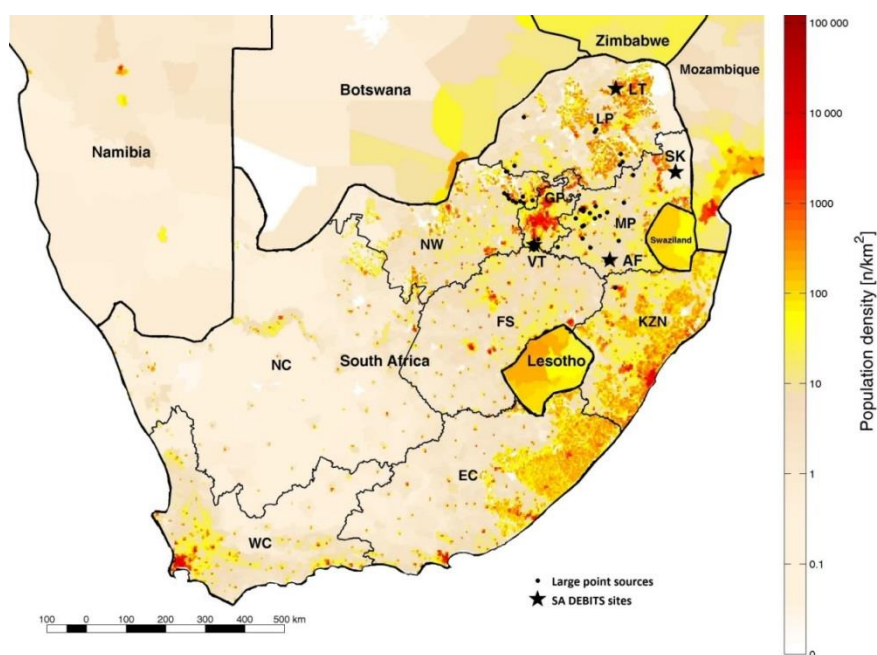 Zimbabwe
Mozambique
Botswana
Namibia
LT
LP
SK
GP
MP
Swaziland
NW
VT
AF
FS
KZN
NC
South Africa
Lesotho
EC
WC
Large point sources
SA DEBITS sites
100 0 100 200 300 400 500 km
100 000
10 000
1000
100
10
1
0.1
0
Population density [n/km²]